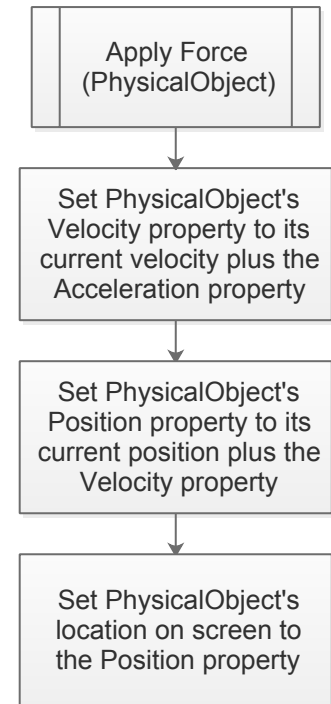 Apply Force
(PhysicalObject)
Set PhysicalObject's
Velocity property to its
current velocity plus the
Acceleration property
Set PhysicalObject's
Position property to its
current position plus the
Velocity property
Set PhysicalObject's
location on screen to
the Position property